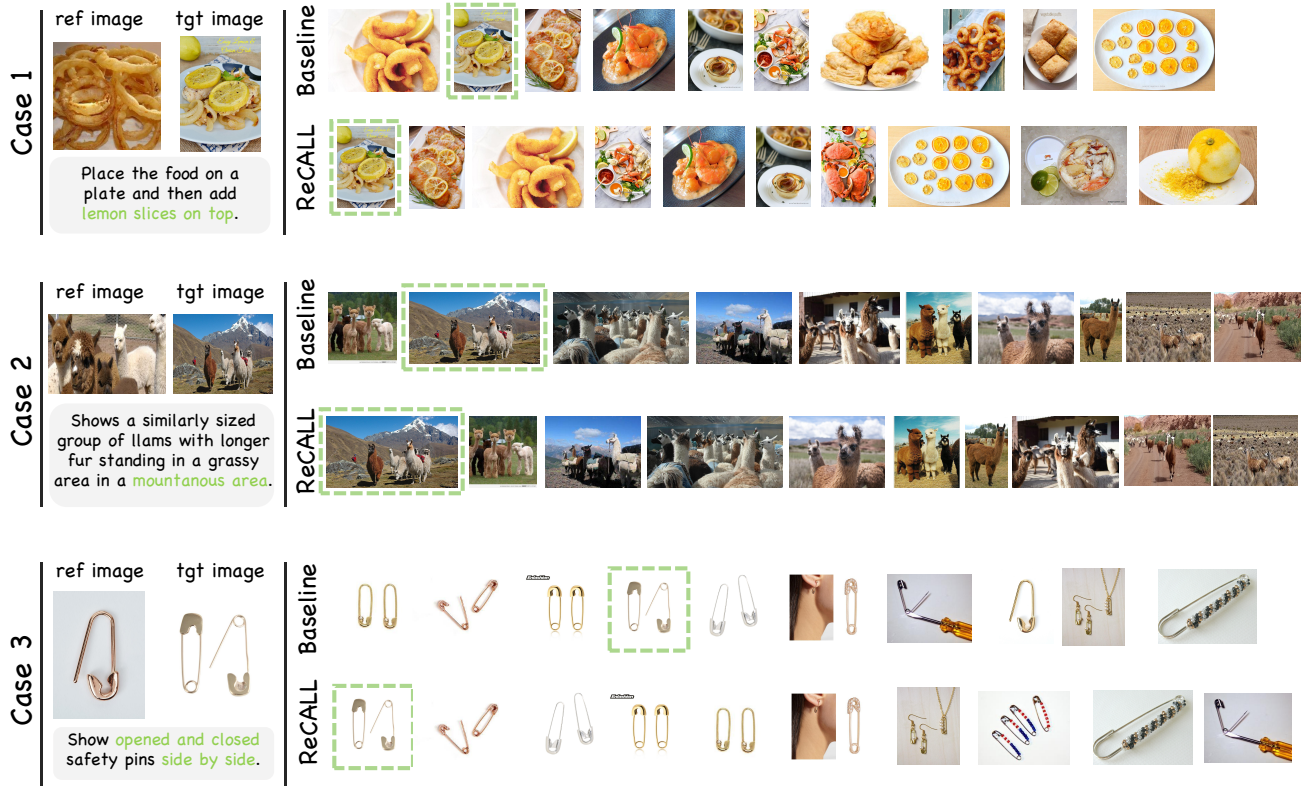 Case 1
ref image
tgt image
Place the food on a
plate and then add
lemon slices on top.
Baseline
ReCALL
Case 2
ref image
tgt image
Shows a similarly sized
group of llams with longer
fur standing in a grassy
area in a mountanous area.
Baseline
ReCALL
Case 3
ref image
tgt image
Show opened and closed
safety pins side by side.
Baseline
ReCALL